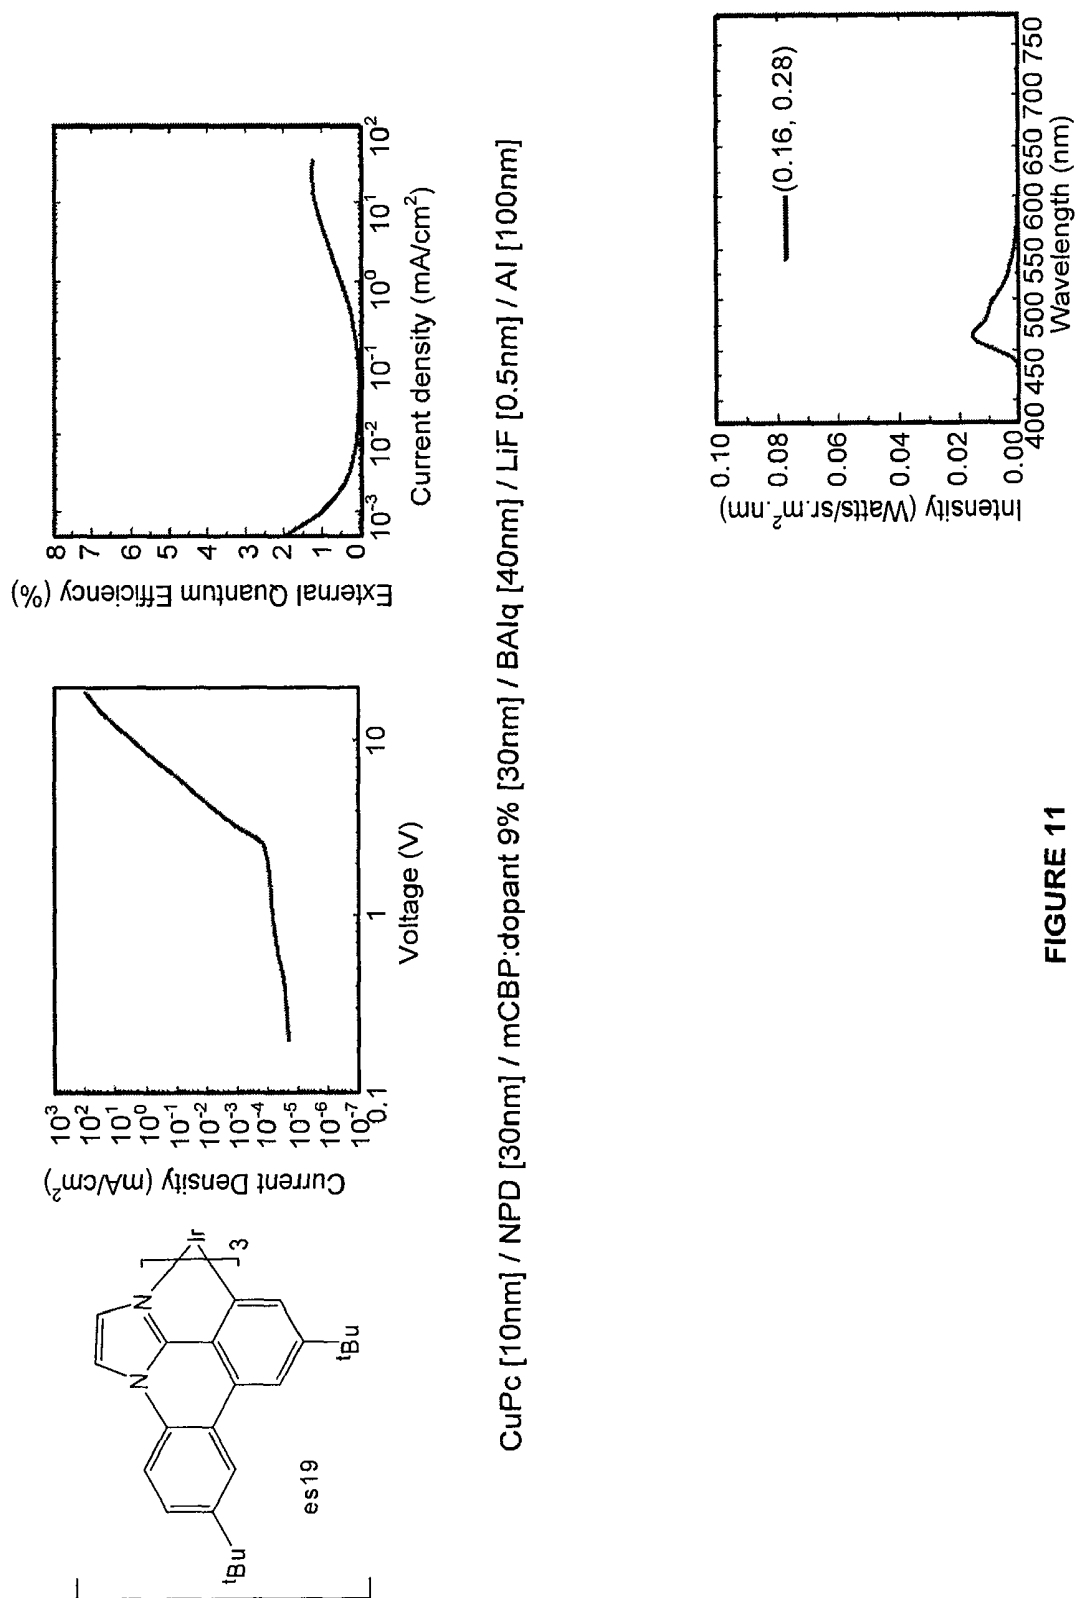 N
N
Ir
3
tBu
tBu
es19
Current Density (mA/cm²)
10³
10²
10¹
10⁰
10⁻¹
10⁻²
10⁻³
10⁻⁴
10⁻⁵
10⁻⁶
10⁻⁷
0.1
1
10
Voltage (V)
External Quantum Efficiency (%)
8
7
6
5
4
3
2
1
0
10⁻³
10⁻²
10⁻¹
10⁰
10¹
10²
Current density (mA/cm²)
CuPc [10nm] / NPD [30nm] / mCBP:dopant 9% [30nm] / BAlq [40nm] / LiF [0.5nm] / Al [100nm]
Intensity (Watts/sr.m².nm)
0.10
0.08
0.06
0.04
0.02
0.00
(0.16, 0.28)
400 450 500 550 600 650 700 750
Wavelength (nm)
FIGURE 11